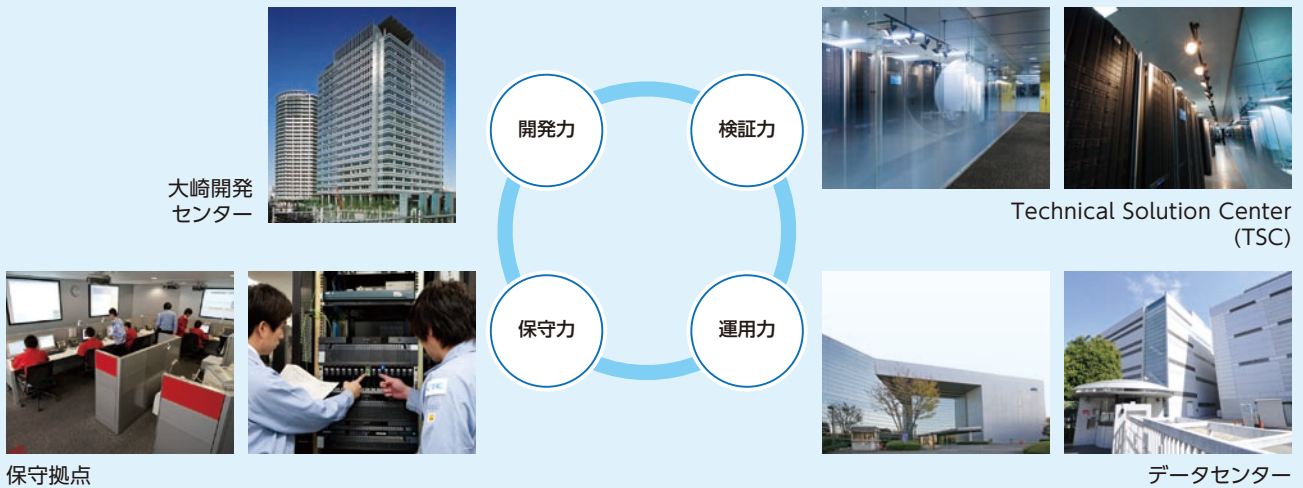 開発力
検証力
大崎開発
センター
Technical Solution Center
(TSC)
保守力
運用力
保守拠点
データセンター